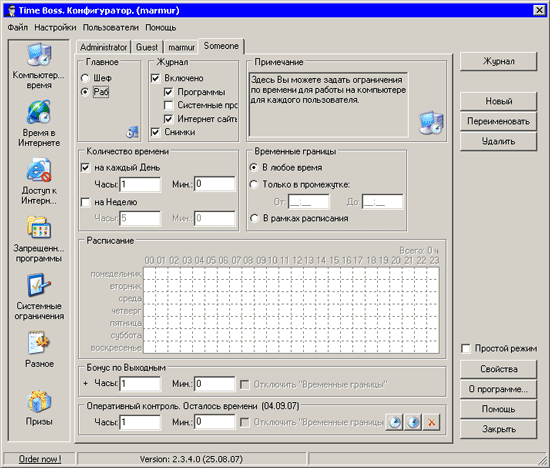 Time Boss. Конфигуратор. (marmur)
Файл Настройки Пользователи Помощь
Компьютер... время
Время в Интернете
Доступ к Интерн...
Запрещенн... программы
Системные ограничения
Разное
Призы
Administrator Guest marmur Someone
Главное
Шеф
Раб
Журнал
Включено
Программы
Системные про
Интернет сайты
Снимки
Примечание
Здесь Вы можете задать ограничения
по времени для работы на компьютере
для каждого пользователя.
Количество времени
на каждый День
Часы: 1 Мин.: 0
на Неделю
Часы: 5 Мин.: 0
Временные границы
В любое время
Только в промежутке:
От: __:__ До: __:__
В рамках расписания
Расписание
Всего: 0 ч
00 01 02 03 04 05 06 07 08 09 10 11 12 13 14 15 16 17 18 19 20 21 22 23
понедельник
вторник
среда
четверг
пятница
суббота
воскресенье
Бонус по Выходным
+ Часы: 1 Мин.: 0 Отключить "Временные границы"
Оперативный контроль. Осталось времени (04.09.07)
Часы: 1 Мин.: 0 Отключить "Временные границы
Журнал
Новый
Переименовать
Удалить
Простой режим
Свойства
О программе...
Помощь
Закрыть
Order now !
Version: 2.3.4.0 (25.08.07)